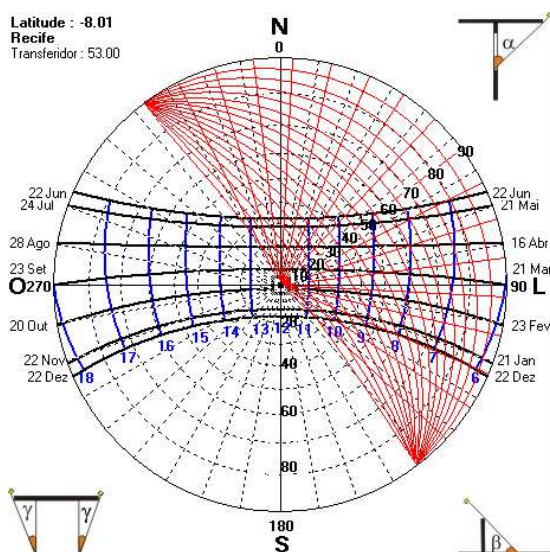 Latitude : -8.01
Recife
Transferidor : 53.00
N
0
α
90
80
70
60
50
40
30
20
10
22 Jun
24 Jul
28 Ago
23 Set
O 270
20 Out
22 Nov
22 Dez
22 Jun
21 Mai
16 Abr
21 Mar
90 L
23 Fev
21 Jan
22 Dez
18
17
16
15
14
13
12
11
10
9
8
7
6
20
40
60
80
180
S
γ
γ
β